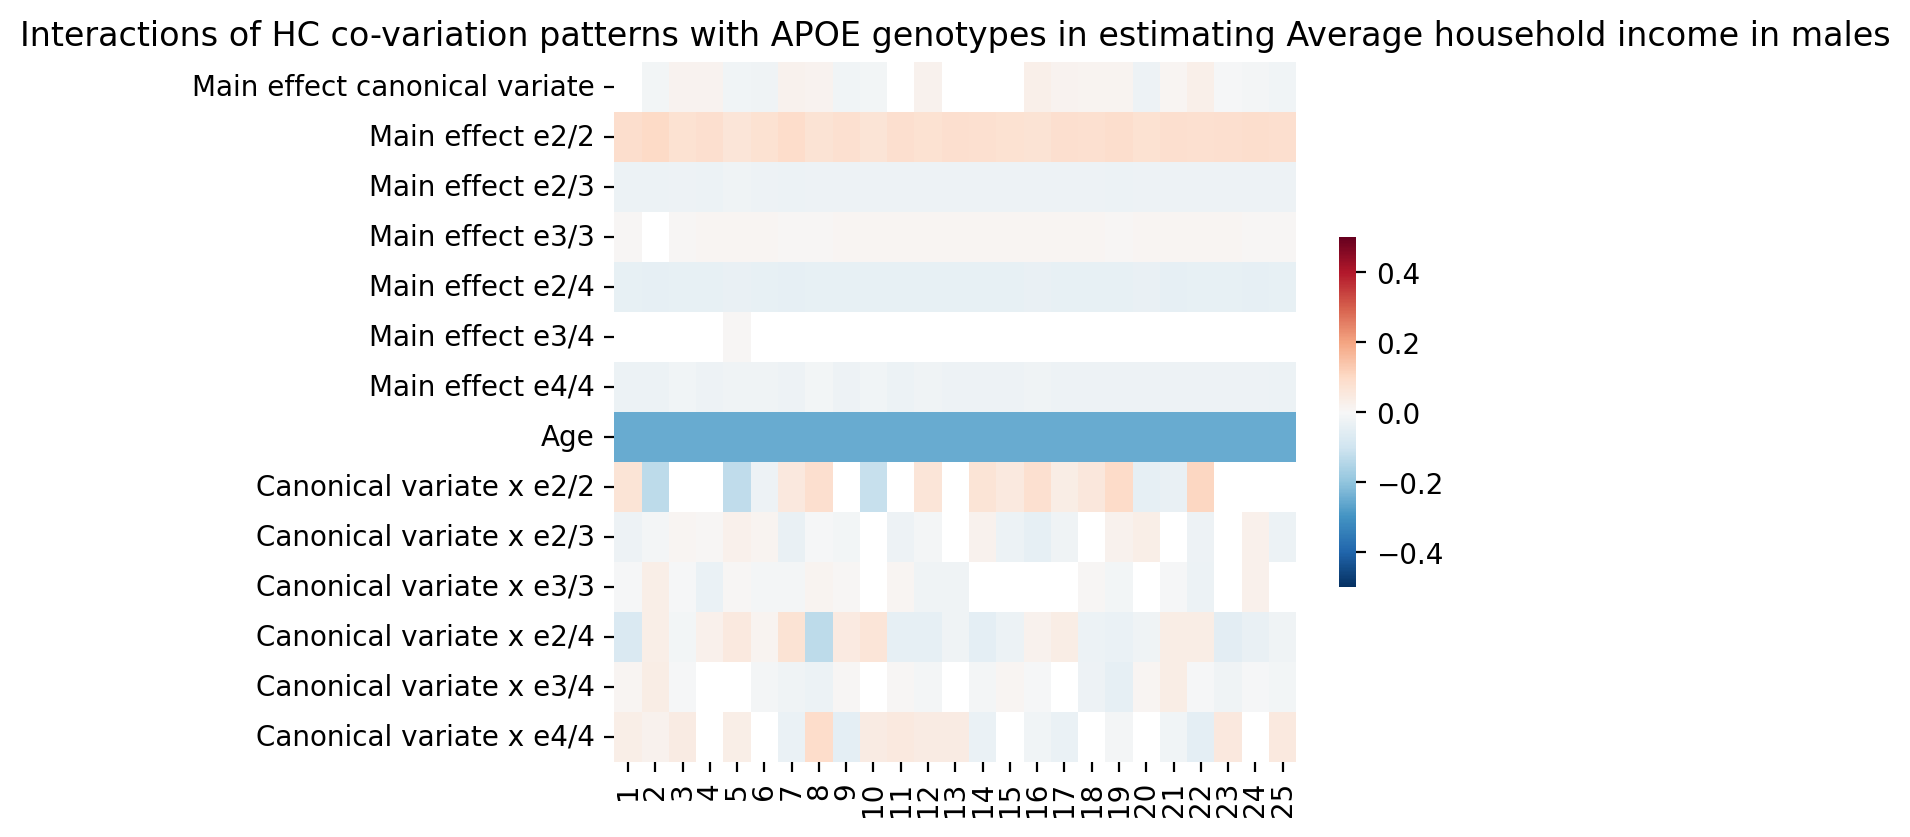 Interactions of HC co-variation patterns with APOE genotypes in estimating Average household income in males
Main effect canonical variate
Main effect e2/2
Main effect e2/3
Main effect e3/3
Main effect e2/4
Main effect e3/4
Main effect e4/4
Age
Canonical variate x e2/2
Canonical variate x e2/3
Canonical variate x e3/3
Canonical variate x e2/4
Canonical variate x e3/4
Canonical variate x e4/4
1
2
3
4
5
6
7
8
9
10
11
12
13
14
15
16
17
18
19
20
21
22
23
24
25
0.4
0.2
0.0
−0.2
−0.4